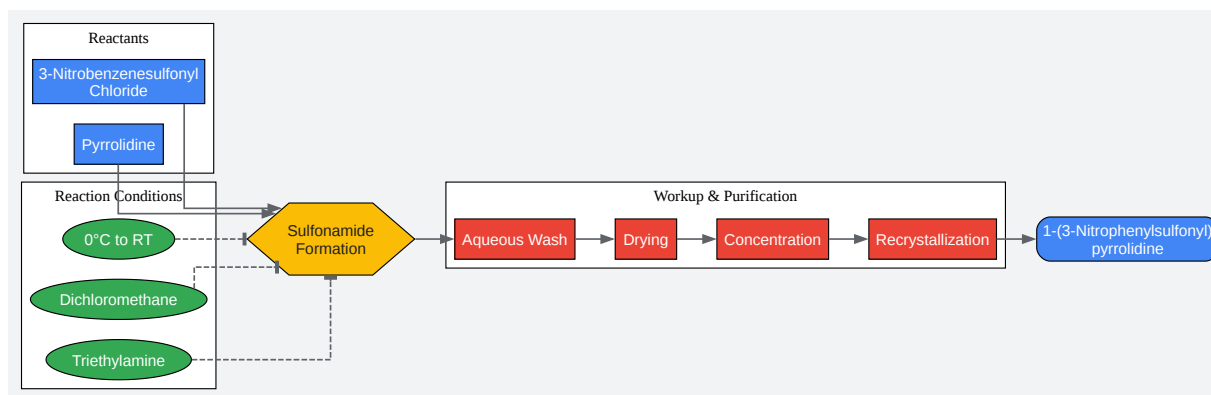 Reactants
3-Nitrobenzenesulfonyl
Chloride
Pyrrolidine
Reaction Conditions
0°C to RT
Dichloromethane
Triethylamine
Sulfonamide
Formation
Workup & Purification
Aqueous Wash
Drying
Concentration
Recrystallization
1-(3-Nitrophenylsulfonyl)
pyrrolidine